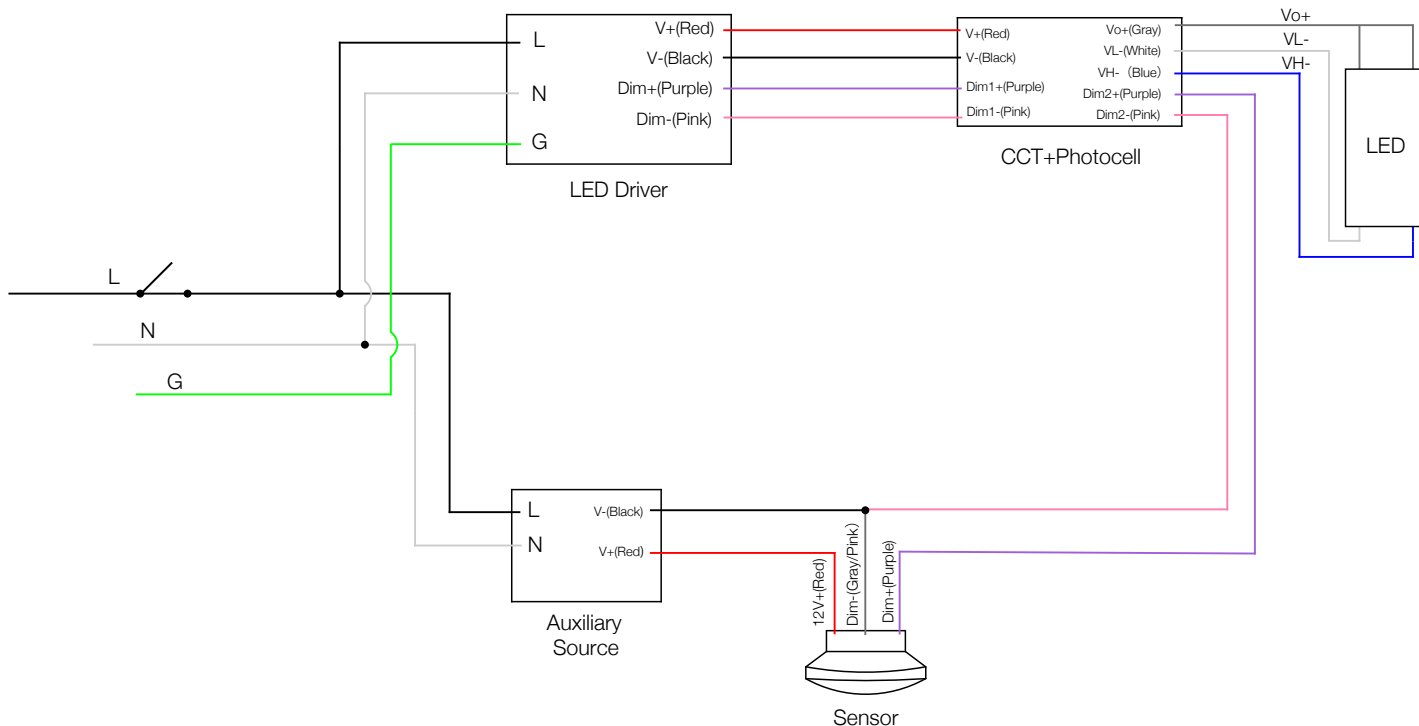 L
N
G
V+(Red)
V-(Black)
Dim+(Purple)
Dim-(Pink)
LED Driver
V+(Red)
V-(Black)
Dim1+(Purple)
Dim1-(Pink)
Vo+(Gray)
VL-(White)
VH-（Blue）
Dim2+(Purple)
Dim2-(Pink)
CCT+Photocell
Vo+
VL-
VH-
LED
L
N
G
L
N
V-(Black)
V+(Red)
Auxiliary
Source
12V+(Red)
Dim-(Gray/Pink)
Dim+(Purple)
Sensor